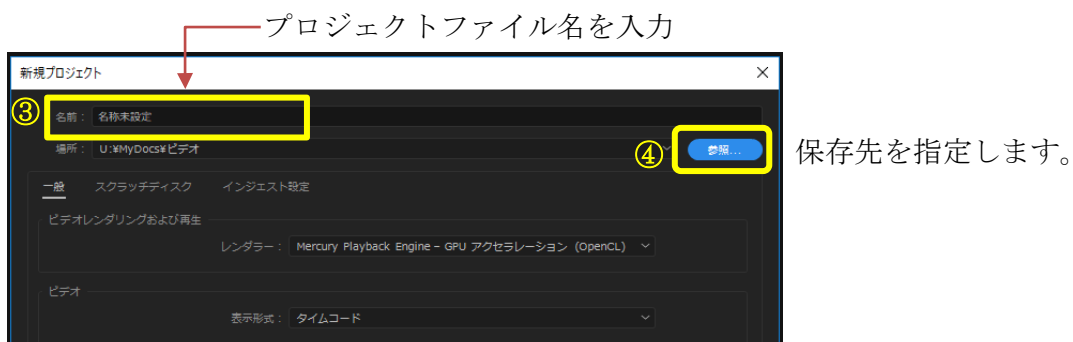 プロジェクトファイル名を入力
新規プロジェクト
③ 名前： 名称未設定
場所： U:¥MyDocs¥ビデオ
④ 参照... 保存先を指定します。
一般 スクラッチディスク インジェスト設定
ビデオレンダリングおよび再生
レンダラー： Mercury Playback Engine – GPU アクセラレーション (OpenCL)
ビデオ
表示形式： タイムコード